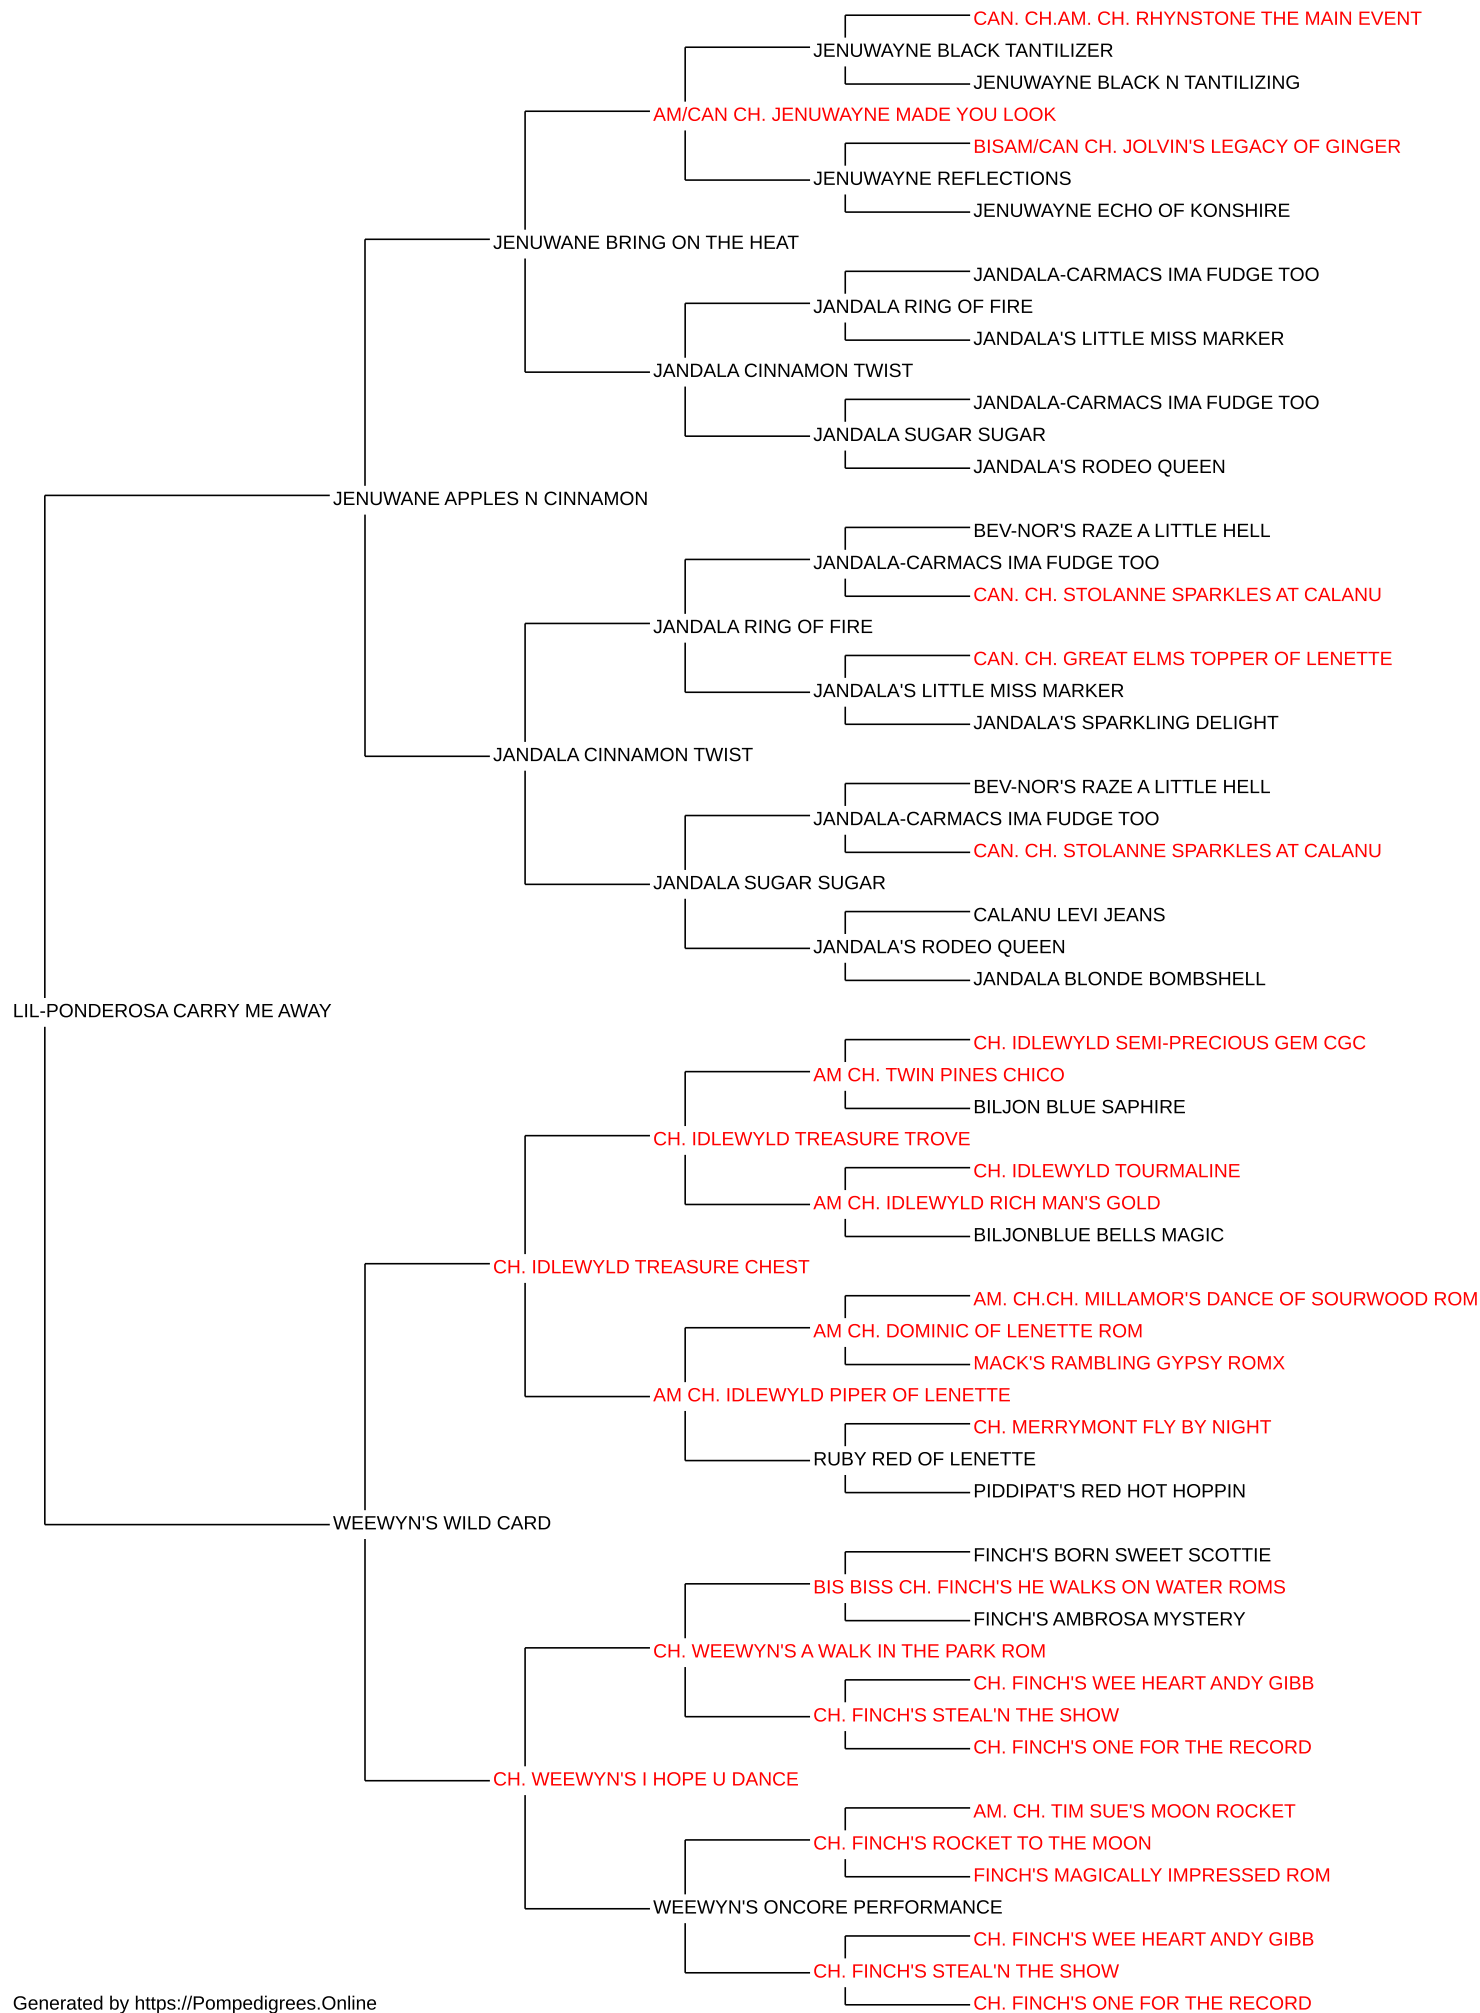 CAN. CH.AM. CH. RHYNSTONE THE MAIN EVENT
JENUWAYNE BLACK TANTILIZER
JENUWAYNE BLACK N TANTILIZING
AM/CAN CH. JENUWAYNE MADE YOU LOOK
BISAM/CAN CH. JOLVIN'S LEGACY OF GINGER
JENUWAYNE REFLECTIONS
JENUWAYNE ECHO OF KONSHIRE
JENUWANE BRING ON THE HEAT
JANDALA-CARMACS IMA FUDGE TOO
JANDALA RING OF FIRE
JANDALA'S LITTLE MISS MARKER
JANDALA CINNAMON TWIST
JANDALA-CARMACS IMA FUDGE TOO
JANDALA SUGAR SUGAR
JANDALA'S RODEO QUEEN
JENUWANE APPLES N CINNAMON
BEV-NOR'S RAZE A LITTLE HELL
JANDALA-CARMACS IMA FUDGE TOO
CAN. CH. STOLANNE SPARKLES AT CALANU
JANDALA RING OF FIRE
CAN. CH. GREAT ELMS TOPPER OF LENETTE
JANDALA'S LITTLE MISS MARKER
JANDALA'S SPARKLING DELIGHT
JANDALA CINNAMON TWIST
BEV-NOR'S RAZE A LITTLE HELL
JANDALA-CARMACS IMA FUDGE TOO
CAN. CH. STOLANNE SPARKLES AT CALANU
JANDALA SUGAR SUGAR
CALANU LEVI JEANS
JANDALA'S RODEO QUEEN
JANDALA BLONDE BOMBSHELL
LIL-PONDEROSA CARRY ME AWAY
CH. IDLEWYLD SEMI-PRECIOUS GEM CGC
AM CH. TWIN PINES CHICO
BILJON BLUE SAPHIRE
CH. IDLEWYLD TREASURE TROVE
CH. IDLEWYLD TOURMALINE
AM CH. IDLEWYLD RICH MAN'S GOLD
BILJONBLUE BELLS MAGIC
CH. IDLEWYLD TREASURE CHEST
AM. CH.CH. MILLAMOR'S DANCE OF SOURWOOD ROM
AM CH. DOMINIC OF LENETTE ROM
MACK'S RAMBLING GYPSY ROMX
AM CH. IDLEWYLD PIPER OF LENETTE
CH. MERRYMONT FLY BY NIGHT
RUBY RED OF LENETTE
PIDDIPAT'S RED HOT HOPPIN
WEEWYN'S WILD CARD
FINCH'S BORN SWEET SCOTTIE
BIS BISS CH. FINCH'S HE WALKS ON WATER ROMS
FINCH'S AMBROSA MYSTERY
CH. WEEWYN'S A WALK IN THE PARK ROM
CH. FINCH'S WEE HEART ANDY GIBB
CH. FINCH'S STEAL'N THE SHOW
CH. FINCH'S ONE FOR THE RECORD
CH. WEEWYN'S I HOPE U DANCE
AM. CH. TIM SUE'S MOON ROCKET
CH. FINCH'S ROCKET TO THE MOON
FINCH'S MAGICALLY IMPRESSED ROM
WEEWYN'S ONCORE PERFORMANCE
CH. FINCH'S WEE HEART ANDY GIBB
CH. FINCH'S STEAL'N THE SHOW
CH. FINCH'S ONE FOR THE RECORD
Generated by https://Pompedigrees.Online